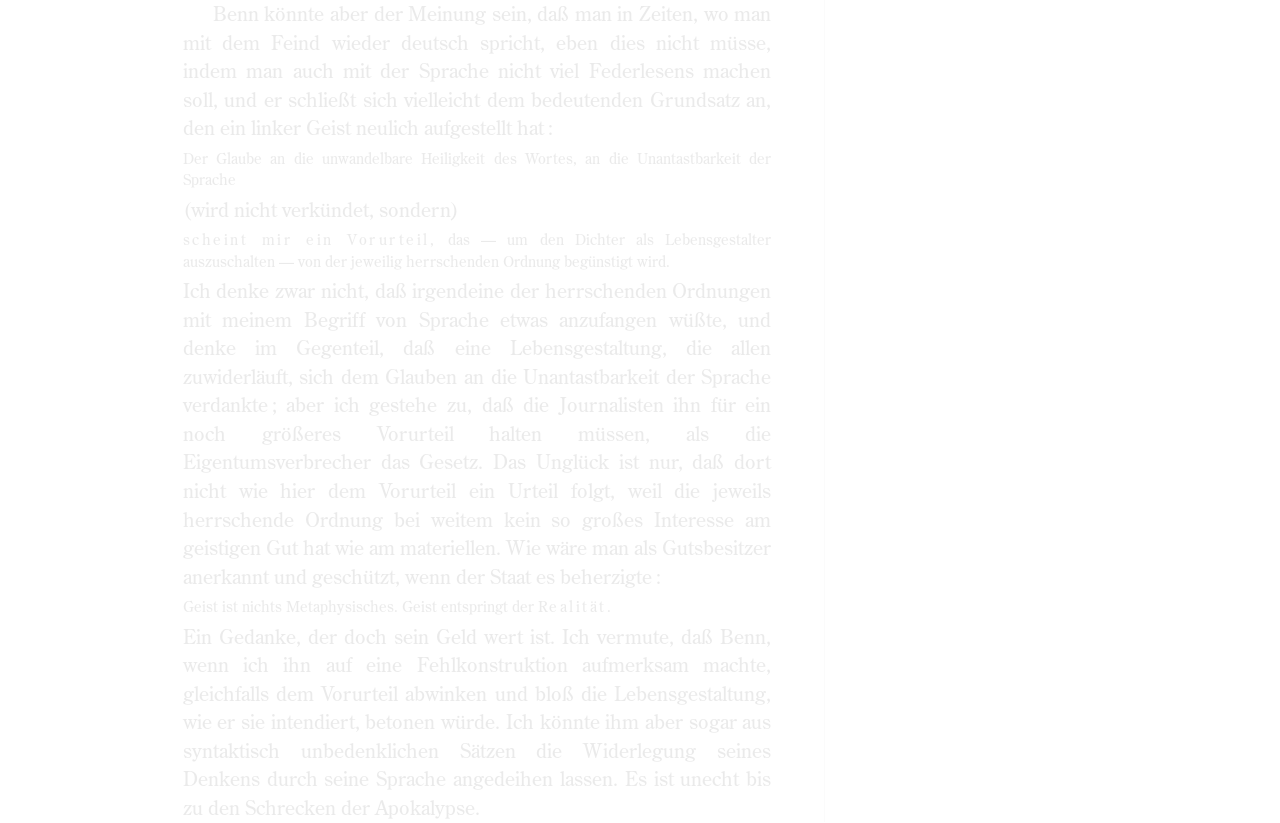 Benn könnte aber der Meinung sein, daß man in Zeiten, wo man
mit dem Feind wieder deutsch spricht, eben dies nicht müsse,
indem man auch mit der Sprache nicht viel Federlesens machen
soll, und er schließt sich vielleicht dem bedeutenden Grundsatz an,
den ein linker Geist neulich aufgestellt hat :
Der Glaube an die unwandelbare Heiligkeit des Wortes, an die Unantastbarkeit der
Sprache
(wird nicht verkündet, sondern)
scheint mir ein Vorurteil, das — um den Dichter als Lebensgestalter
auszuschalten — von der jeweilig herrschenden Ordnung begünstigt wird.
Ich denke zwar nicht, daß irgendeine der herrschenden Ordnungen
mit meinem Begriff von Sprache etwas anzufangen wüßte, und
denke im Gegenteil, daß eine Lebensgestaltung, die allen
zuwiderläuft, sich dem Glauben an die Unantastbarkeit der Sprache
verdankte ; aber ich gestehe zu, daß die Journalisten ihn für ein
noch größeres Vorurteil halten müssen, als die
Eigentumsverbrecher das Gesetz. Das Unglück ist nur, daß dort
nicht wie hier dem Vorurteil ein Urteil folgt, weil die jeweils
herrschende Ordnung bei weitem kein so großes Interesse am
geistigen Gut hat wie am materiellen. Wie wäre man als Gutsbesitzer
anerkannt und geschützt, wenn der Staat es beherzigte :
Geist ist nichts Metaphysisches. Geist entspringt der Realität.
Ein Gedanke, der doch sein Geld wert ist. Ich vermute, daß Benn,
wenn ich ihn auf eine Fehlkonstruktion aufmerksam machte,
gleichfalls dem Vorurteil abwinken und bloß die Lebensgestaltung,
wie er sie intendiert, betonen würde. Ich könnte ihm aber sogar aus
syntaktisch unbedenklichen Sätzen die Widerlegung seines
Denkens durch seine Sprache angedeihen lassen. Es ist unecht bis
zu den Schrecken der Apokalypse.